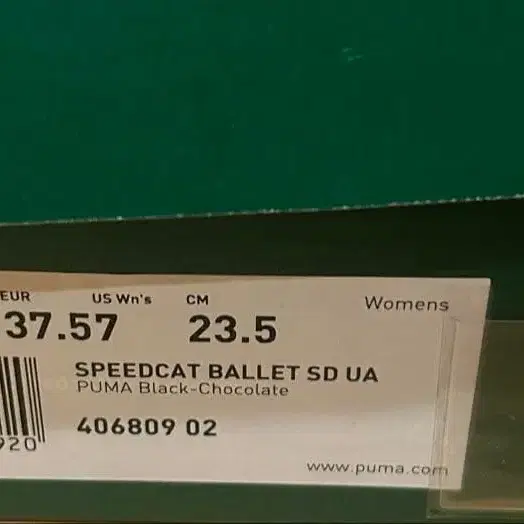 EUR US Wn's CM Womens
37.57 23.5
SPEEDCAT BALLET SD UA
PUMA Black-Chocolate
406809 02
920
www.puma.com